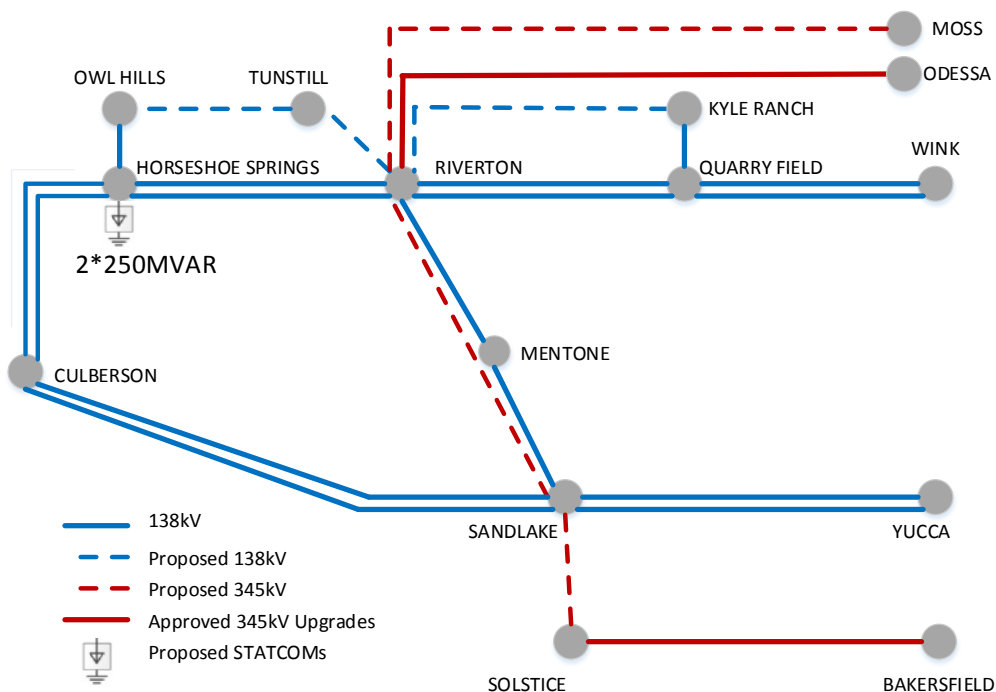 MOSS
OWL HILLS
TUNSTILL
ODESSA
KYLE RANCH
WINK
HORSESHOE SPRINGS
RIVERTON
QUARRY FIELD
2*250MVAR
MENTONE
CULBERSON
SANDLAKE
YUCCA
138kV
Proposed 138kV
Proposed 345kV
Approved 345kV Upgrades
Proposed STATCOMs
SOLSTICE
BAKERSFIELD